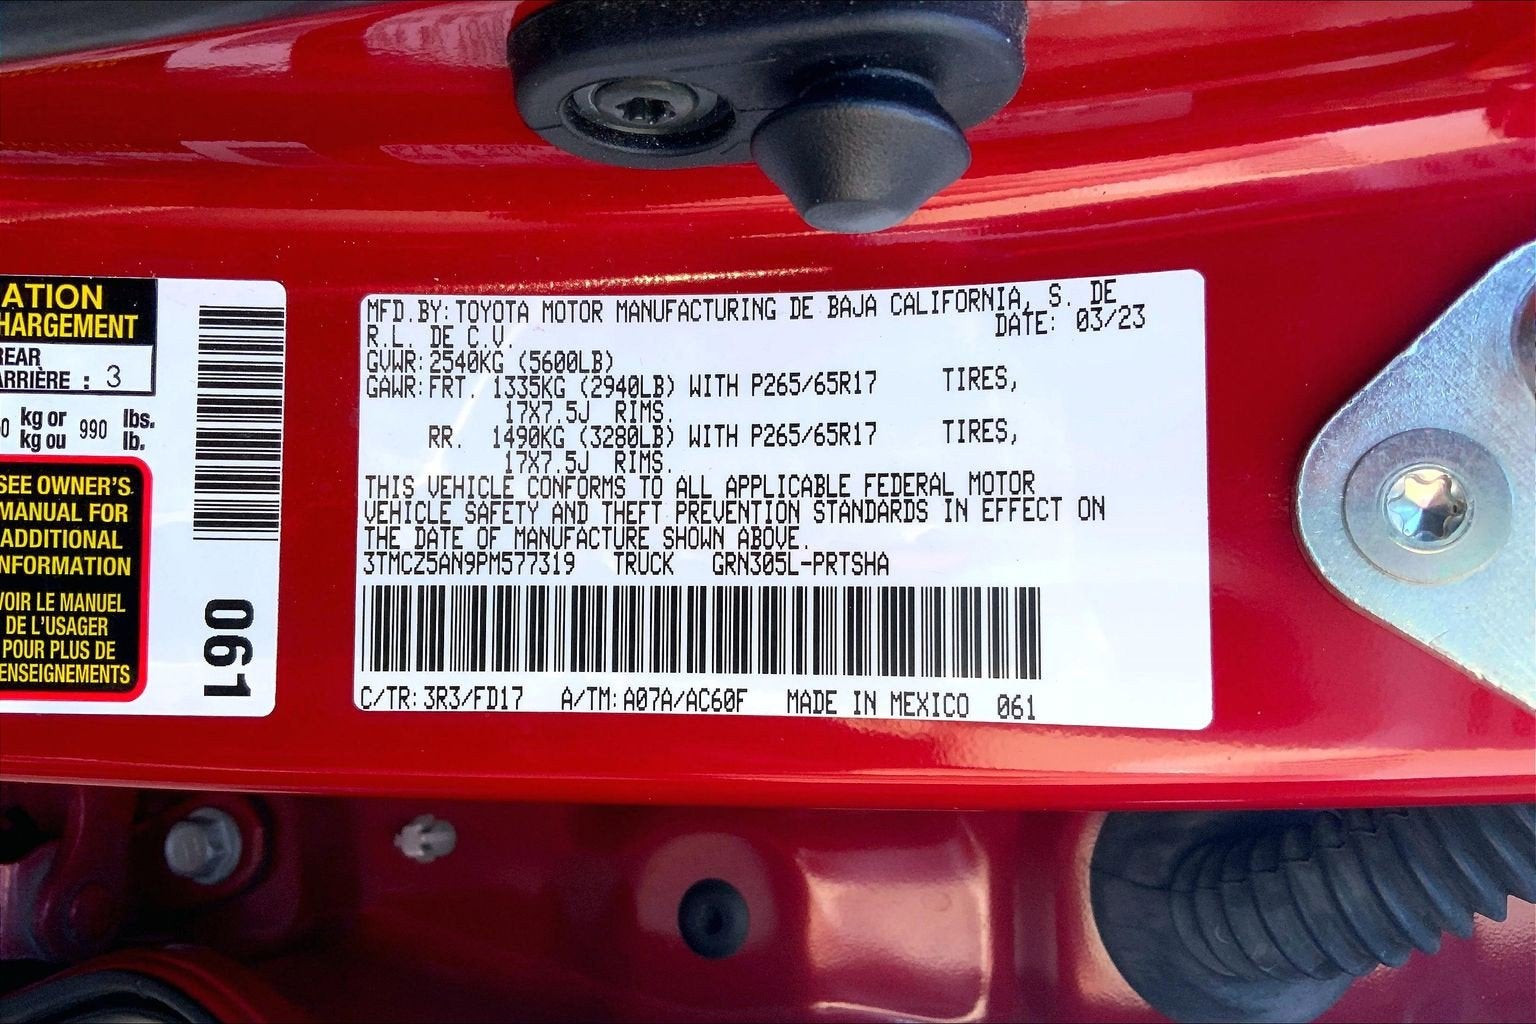 ATION
HARGEMENT
REAR
ARRIÈRE : 3
0 kg or 990 lbs.
kg ou lb.
SEE OWNER'S
MANUAL FOR
ADDITIONAL
INFORMATION
VOIR LE MANUEL
DE L'USAGER
POUR PLUS DE
ENSEIGNEMENTS
061
MFD.BY:TOYOTA MOTOR MANUFACTURING DE BAJA CALIFORNIA, S. DE
R.L. DE C.V. DATE: 03/23
GVWR:2540KG (5600LB)
GAWR:FRT. 1335KG (2940LB) WITH P265/65R17 TIRES,
17X7.5J RIMS.
RR. 1490KG (3280LB) WITH P265/65R17 TIRES,
17X7.5J RIMS.
THIS VEHICLE CONFORMS TO ALL APPLICABLE FEDERAL MOTOR
VEHICLE SAFETY AND THEFT PREVENTION STANDARDS IN EFFECT ON
THE DATE OF MANUFACTURE SHOWN ABOVE.
3TMCZ5AN9PM577319 TRUCK GRN305L-PRTSHA
C/TR:3R3/FD17 A/TM:A07A/AC60F MADE IN MEXICO 061